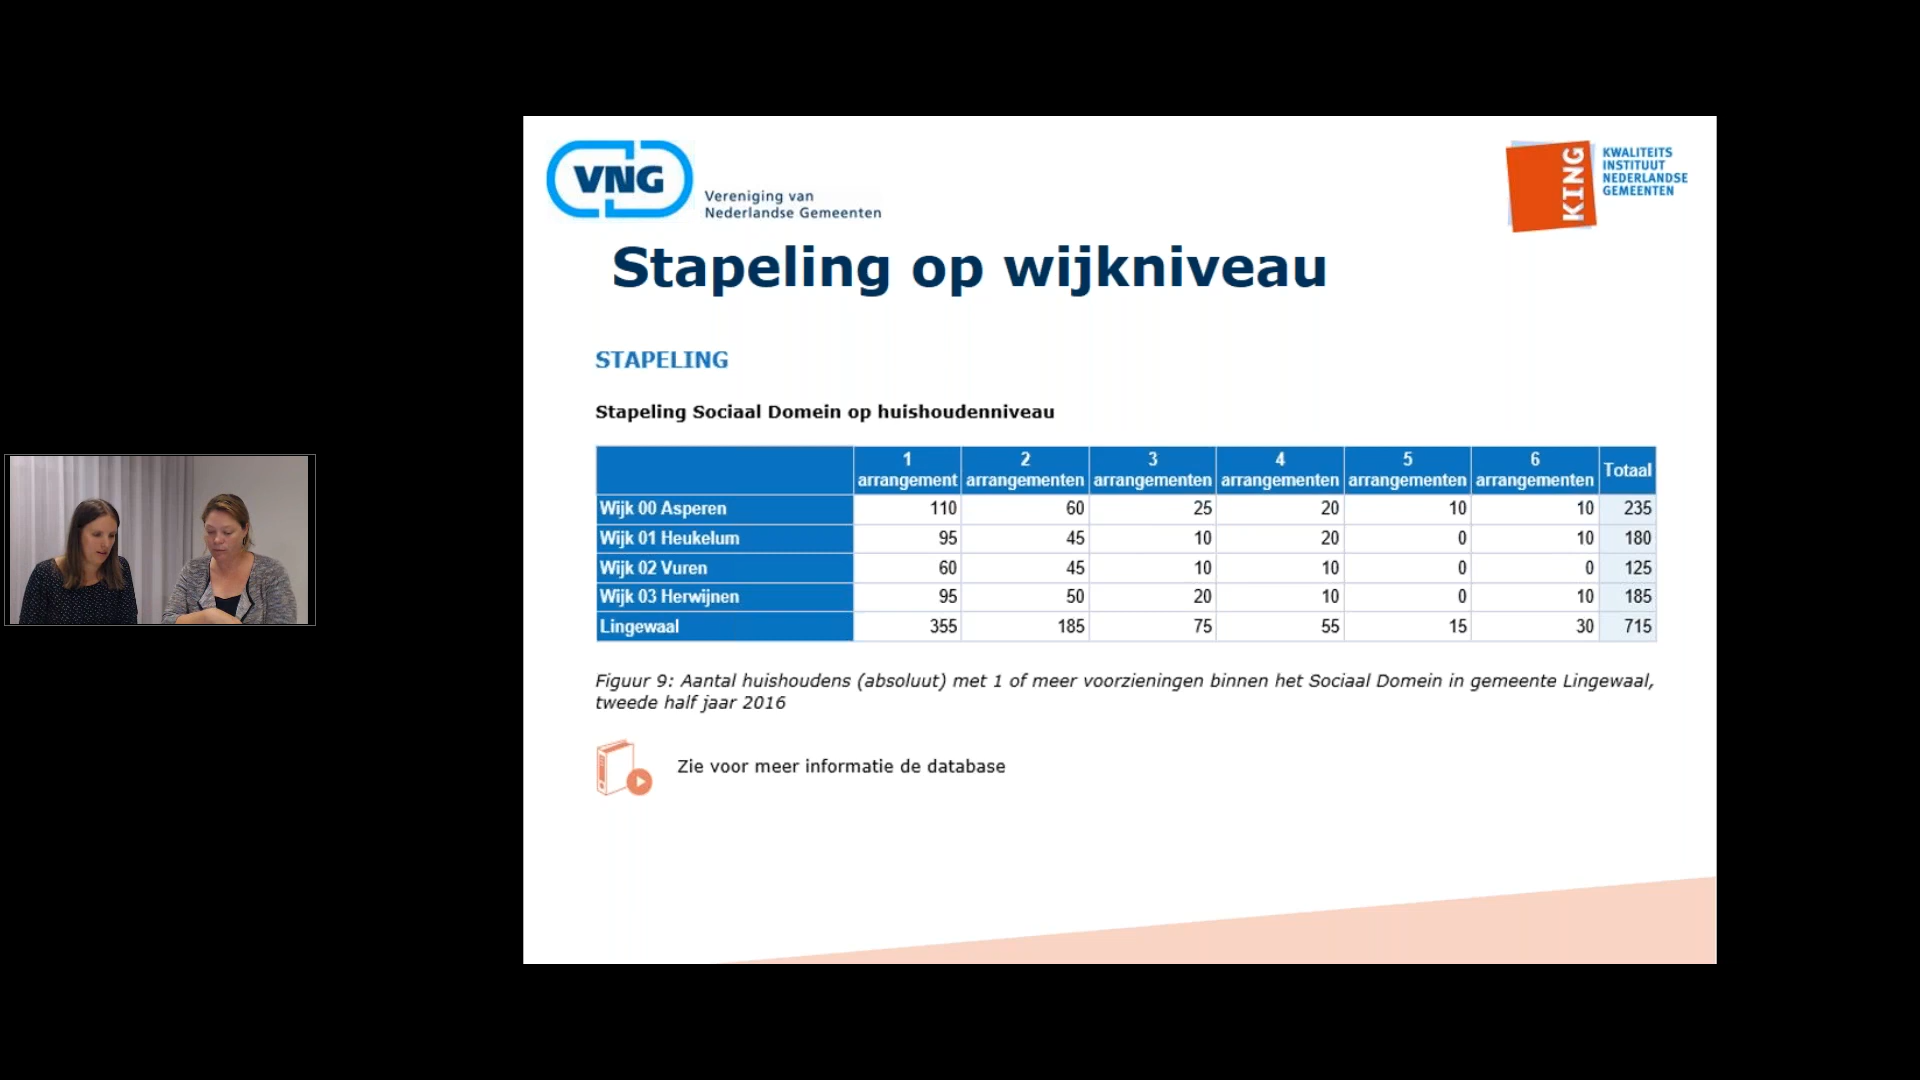 VNG
Vereniging van
Nederlandse Gemeenten
KING
KWALITEITS
INSTITUUT
NEDERLANDSE
GEMEENTEN
Stapeling op wijkniveau
STAPELING
Stapeling Sociaal Domein op huishoudenniveau
1 arrangement 2 arrangementen 3 arrangementen 4 arrangementen 5 arrangementen 6 arrangementen Totaal
Wijk 00 Asperen 110 60 25 20 10 10 235
Wijk 01 Heukelum 95 45 10 20 0 10 180
Wijk 02 Vuren 60 45 10 10 0 0 125
Wijk 03 Herwijnen 95 50 20 10 0 10 185
Lingewaal 355 185 75 55 15 30 715
Figuur 9: Aantal huishoudens (absoluut) met 1 of meer voorzieningen binnen het Sociaal Domein in gemeente Lingewaal,
tweede half jaar 2016
Zie voor meer informatie de database